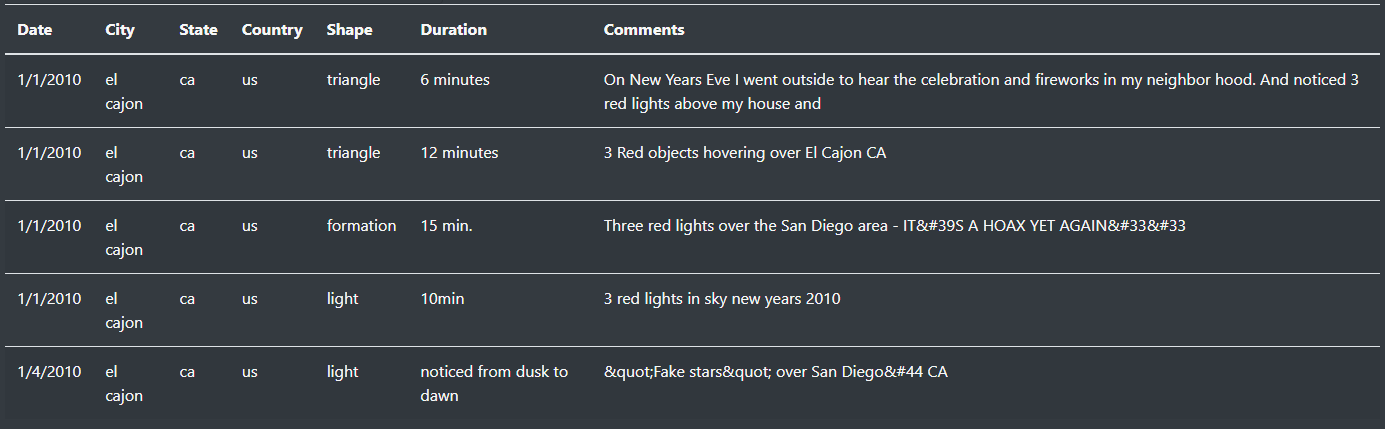 Date City State Country Shape Duration Comments
1/1/2010 el cajon ca us triangle 6 minutes On New Years Eve I went outside to hear the celebration and fireworks in my neighbor hood. And noticed 3 red lights above my house and
1/1/2010 el cajon ca us triangle 12 minutes 3 Red objects hovering over El Cajon CA
1/1/2010 el cajon ca us formation 15 min. Three red lights over the San Diego area - IT&#39S A HOAX YET AGAIN&#33&#33
1/1/2010 el cajon ca us light 10min 3 red lights in sky new years 2010
1/4/2010 el cajon ca us light noticed from dusk to dawn &quot;Fake stars&quot; over San Diego&#44 CA